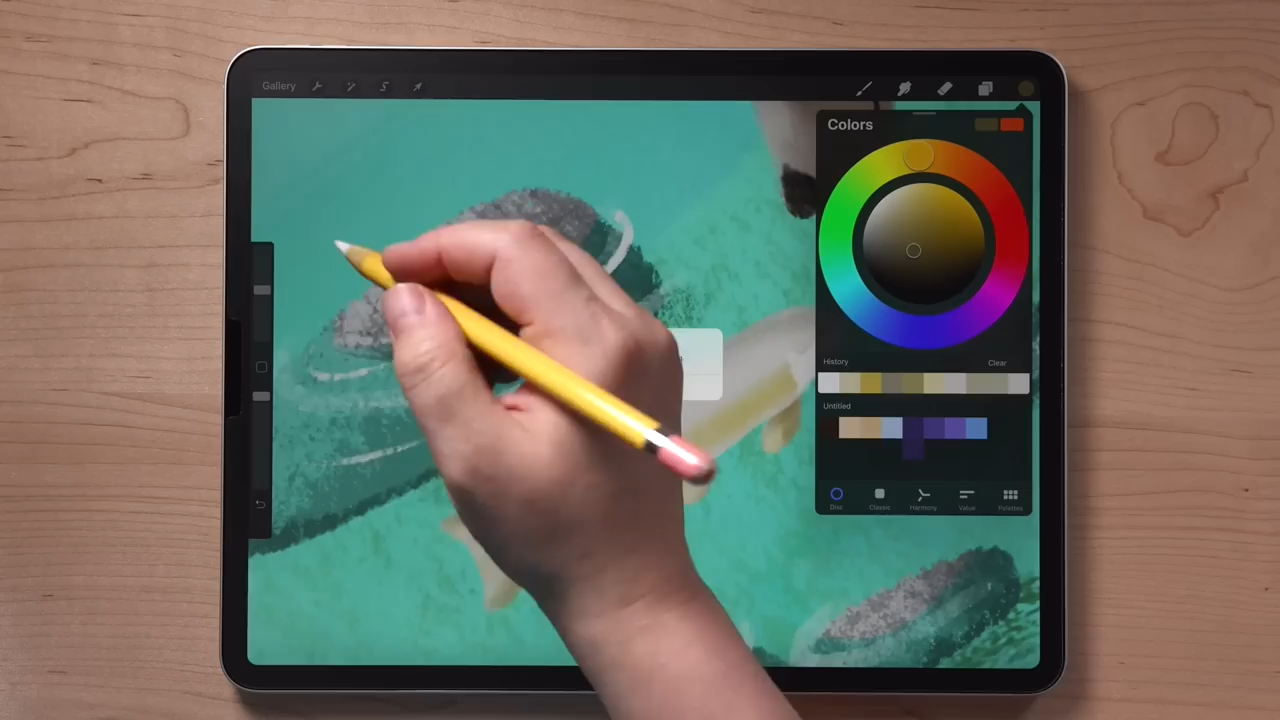 Gallery
Colors
History
Clear
Untitled
Disc
Classic
Harmony
Value
Palettes